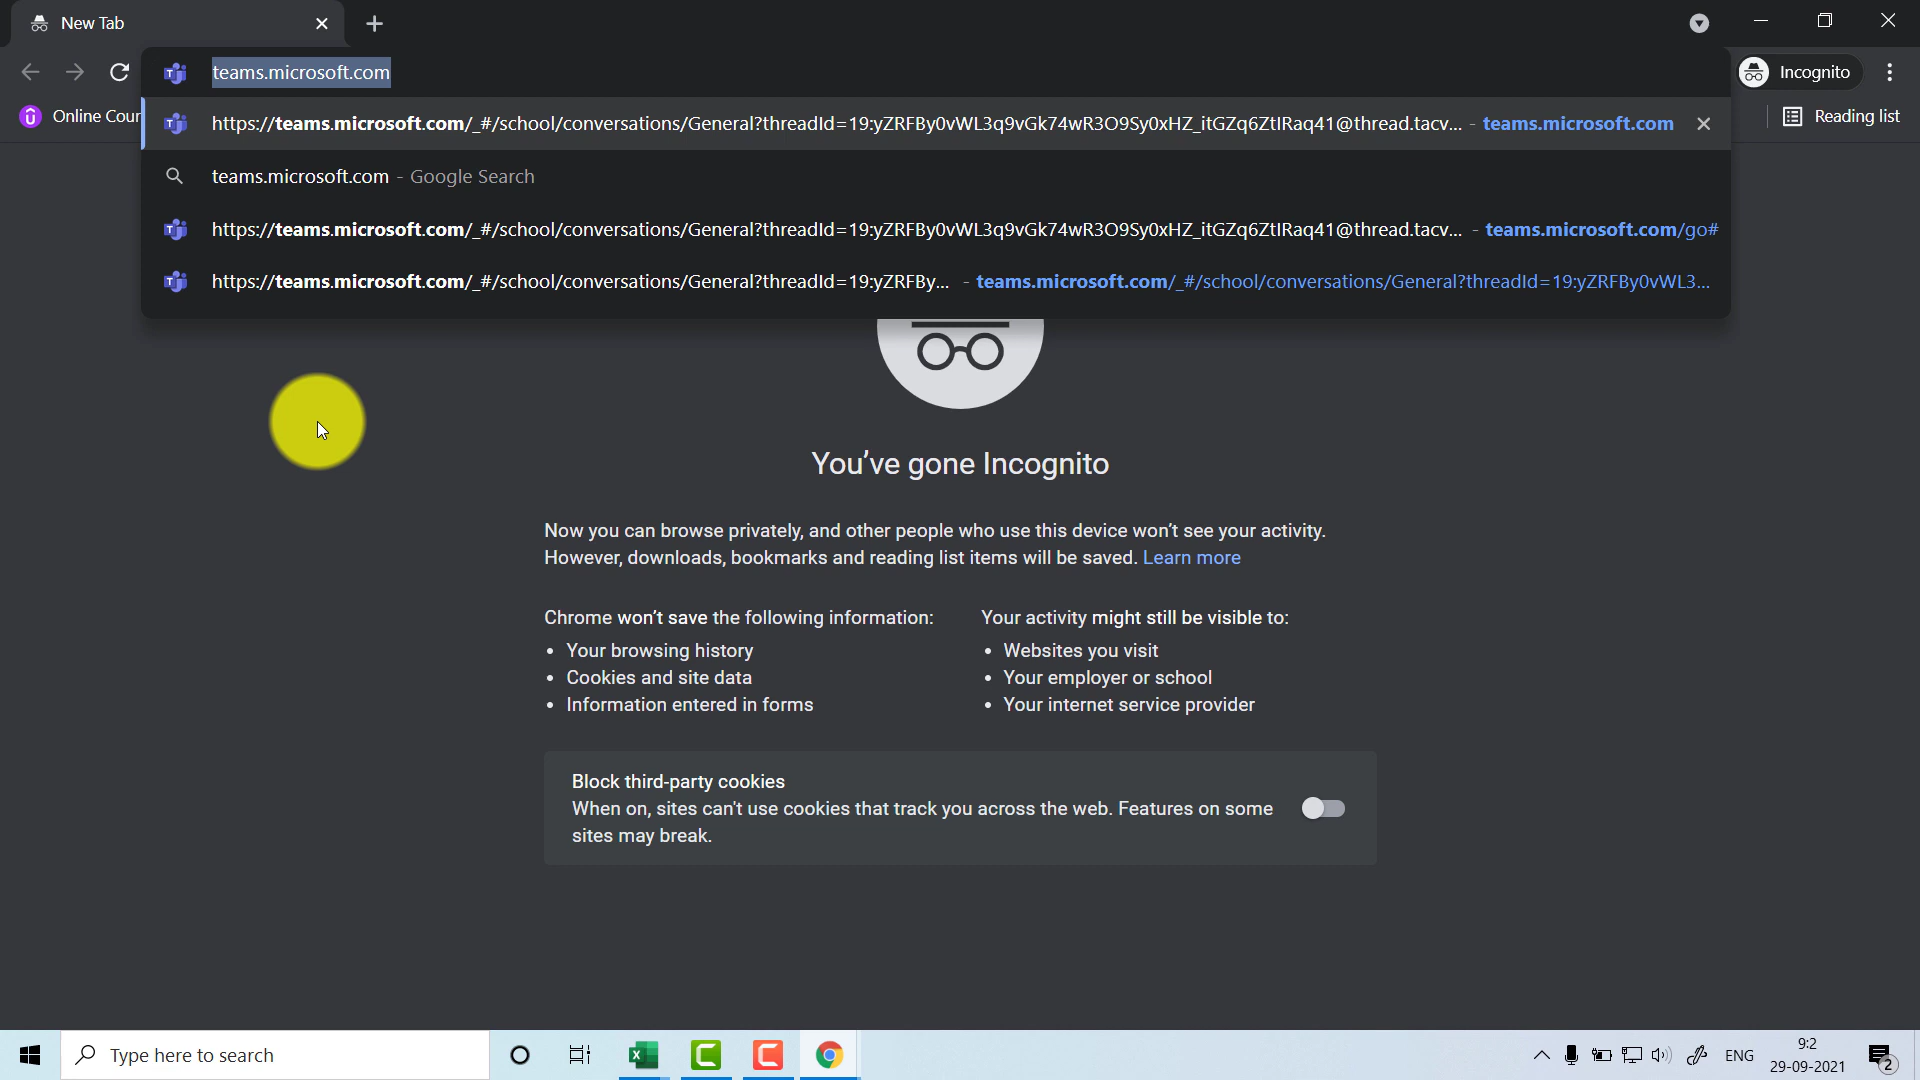 New Tab
teams.microsoft.com
Incognito
Online Cour
https://teams.microsoft.com/_#/school/conversations/General?threadId=19:yZRFBy0vWL3q9vGk74wR3O9Sy0xHZ_itGZq6ZtIRaq41@thread.tacv... - teams.microsoft.com
Reading list
teams.microsoft.com - Google Search
https://teams.microsoft.com/_#/school/conversations/General?threadId=19:yZRFBy0vWL3q9vGk74wR3O9Sy0xHZ_itGZq6ZtIRaq41@thread.tacv... - teams.microsoft.com/go#
https://teams.microsoft.com/_#/school/conversations/General?threadId=19:yZRFBy... - teams.microsoft.com/_#/school/conversations/General?threadId=19:yZRFBy0vWL3...
You've gone Incognito
Now you can browse privately, and other people who use this device won't see your activity.
However, downloads, bookmarks and reading list items will be saved. Learn more
Chrome won't save the following information:
• Your browsing history
• Cookies and site data
• Information entered in forms
Your activity might still be visible to:
• Websites you visit
• Your employer or school
• Your internet service provider
Block third-party cookies
When on, sites can't use cookies that track you across the web. Features on some
sites may break.
Type here to search
ENG
9:2
29-09-2021
2